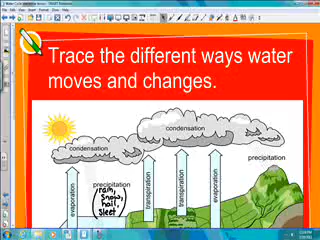 Trace the different ways water
moves and changes.
condensation
condensation
precipitation
precipitation
rain,
snow,
hail,
sleet
evaporation
transpiration
transpiration
evaporation